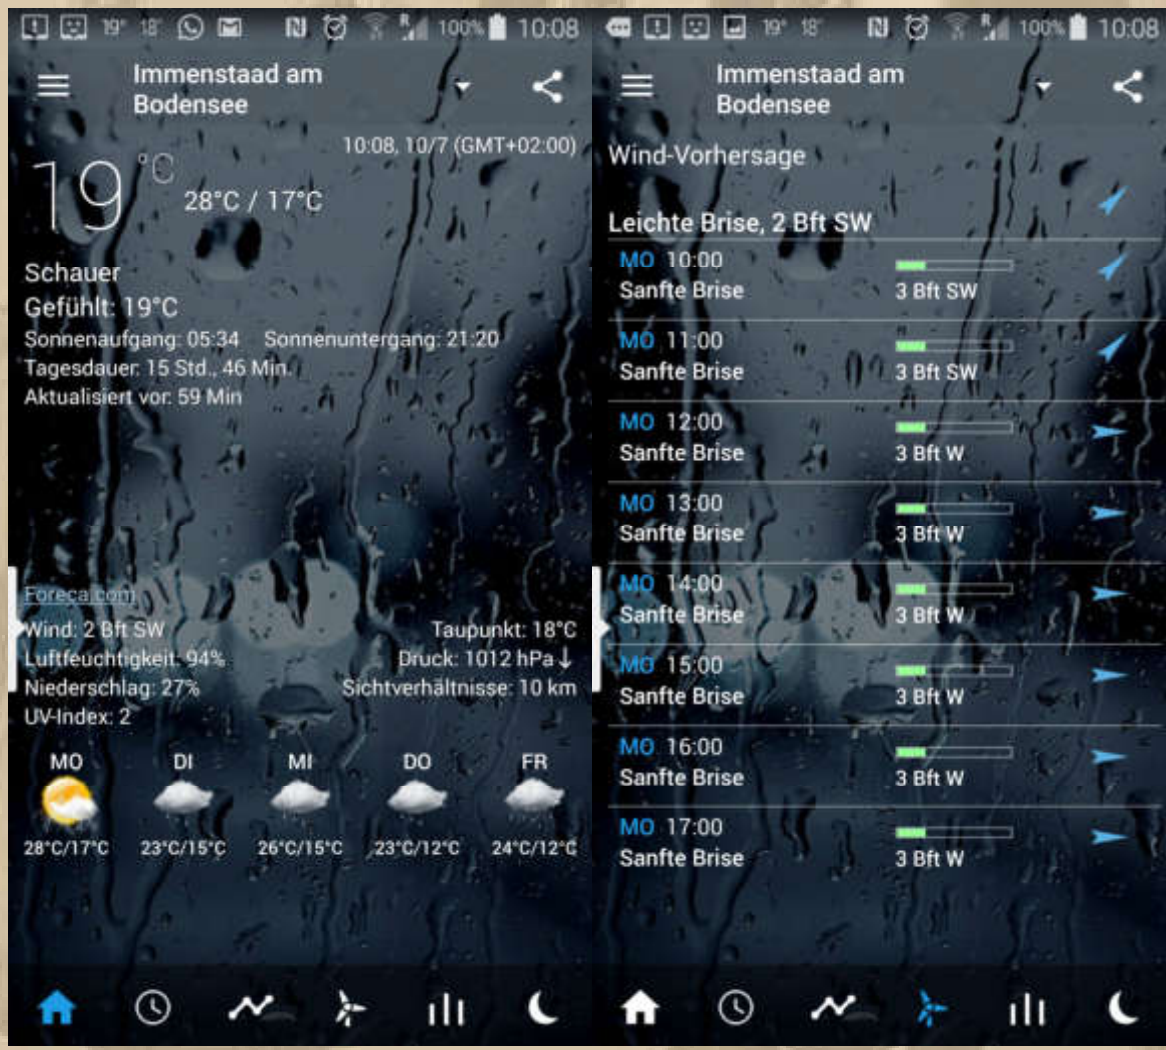 19° 18° 100% 10:08
Immenstaad am
Bodensee
10:08, 10/7 (GMT+02:00)
19 °C
28°C / 17°C
Schauer
Gefühlt: 19°C
Sonnenaufgang: 05:34 Sonnenuntergang: 21:20
Tagesdauer: 15 Std., 46 Min.
Aktualisiert vor: 59 Min
Foreca.com
Wind: 2 Bft SW Taupunkt: 18°C
Luftfeuchtigkeit: 94% Druck: 1012 hPa ↓
Niederschlag: 27% Sichtverhältnisse: 10 km
UV-Index: 2
MO DI MI DO FR
28°C/17°C 23°C/15°C 26°C/15°C 23°C/12°C 24°C/12°C
19° 18° R 100% 10:08
Immenstaad am
Bodensee
Wind-Vorhersage
Leichte Brise, 2 Bft SW
MO 10:00
Sanfte Brise 3 Bft SW
MO 11:00
Sanfte Brise 3 Bft SW
MO 12:00
Sanfte Brise 3 Bft W
MO 13:00
Sanfte Brise 3 Bft W
MO 14:00
Sanfte Brise 3 Bft W
MO 15:00
Sanfte Brise 3 Bft W
MO 16:00
Sanfte Brise 3 Bft W
MO 17:00
Sanfte Brise 3 Bft W